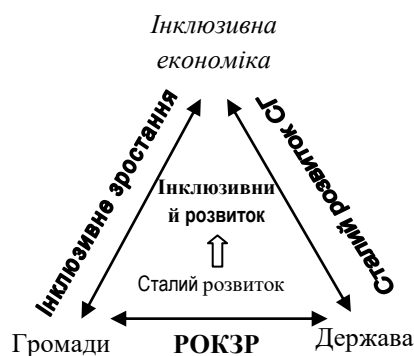 Інклюзивна
економіка
Інклюзивне зростання
Сталий розвиток СГ
Інклюзивни
й розвиток
Сталий розвиток
Громади
РОКЗР
Держава